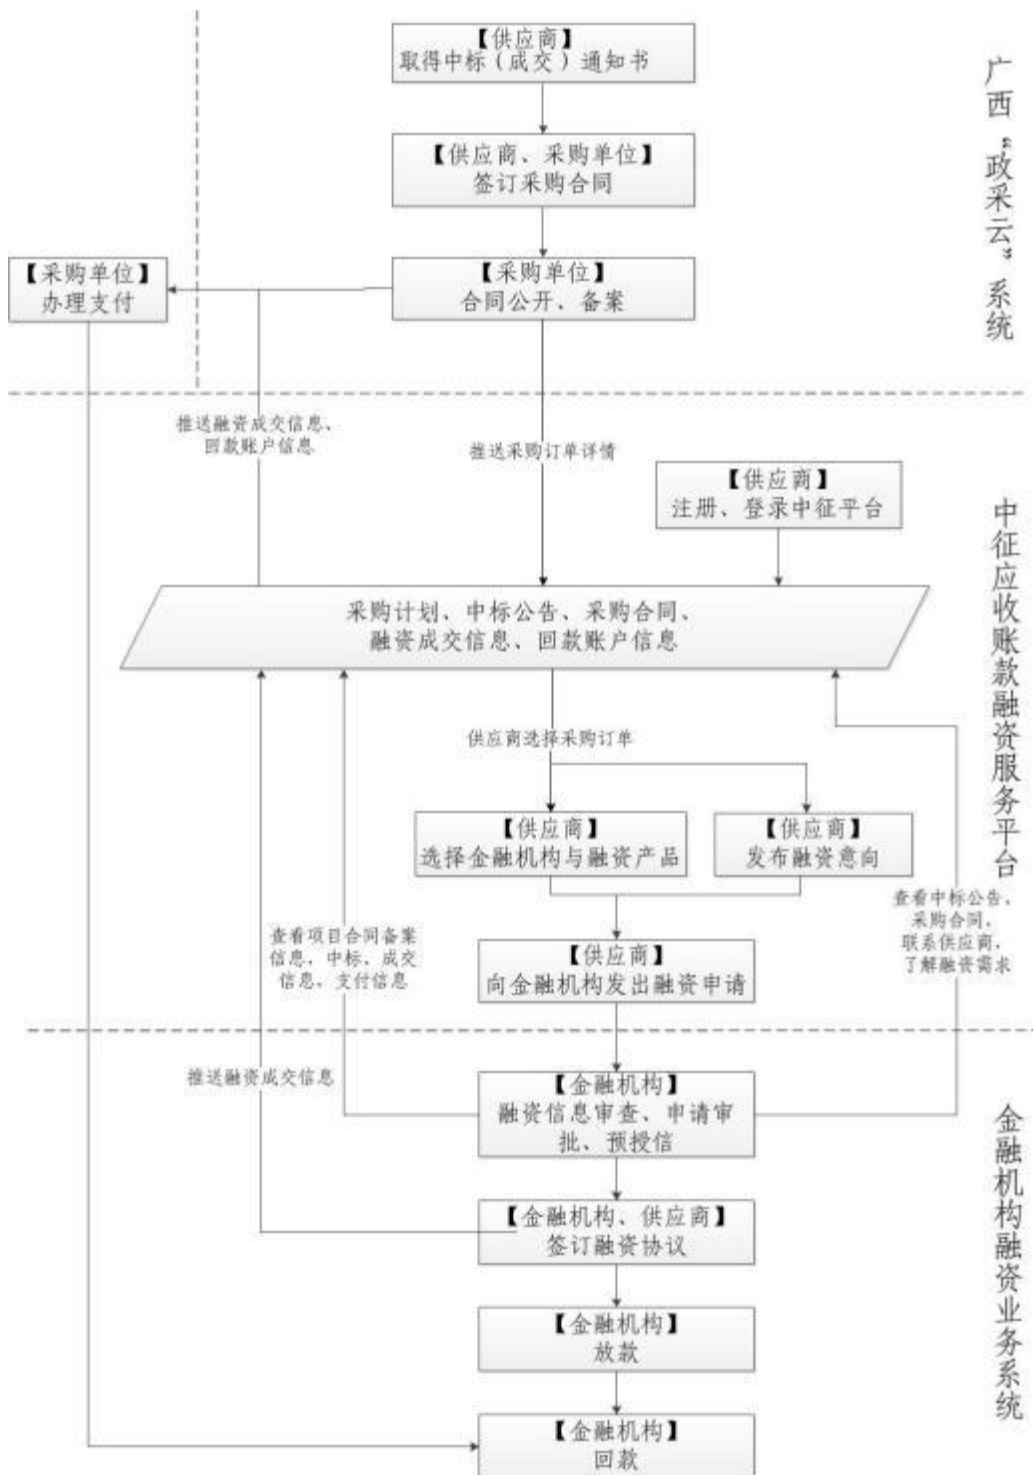 【供应商】
取得中标（成交）通知书
广西“政采云”系统
【供应商、采购单位】
签订采购合同
【采购单位】
办理支付
【采购单位】
合同公开、备案
推送融资成交信息、
回款账户信息
推送采购订单详情
【供应商】
注册、登录中征平台
中征应收账款融资服务平台
采购计划、中标公告、采购合同、
融资成交信息、回款账户信息
供应商选择采购订单
【供应商】
选择金融机构与融资产品
【供应商】
发布融资意向
查看中标公告、
采购合同，
联系供应商，
了解融资需求
查看项目合同备案
信息，中标、成交
信息，支付信息
【供应商】
向金融机构发出融资申请
推送融资成交信息
【金融机构】
融资信息审查、申请审
批、预授信
金融机构融资业务系统
【金融机构、供应商】
签订融资协议
【金融机构】
放款
【金融机构】
回款